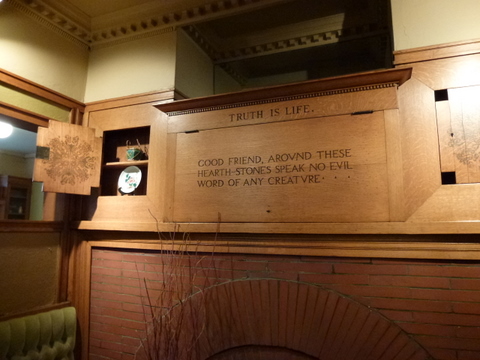 TRUTH IS LIFE.
GOOD FRIEND, AROVND THESE
HEARTH-STONES SPEAK NO EVIL
WORD OF ANY CREATVRE · · ·